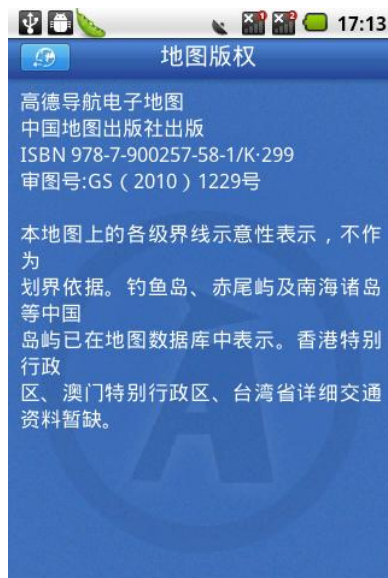 17:13
地图版权
高德导航电子地图
中国地图出版社出版
ISBN 978-7-900257-58-1/K·299
审图号:GS（2010）1229号
本地图上的各级界线示意性表示，不作
为
划界依据。钓鱼岛、赤尾屿及南海诸岛
等中国
岛屿已在地图数据库中表示。香港特别
行政
区、澳门特别行政区、台湾省详细交通
资料暂缺。